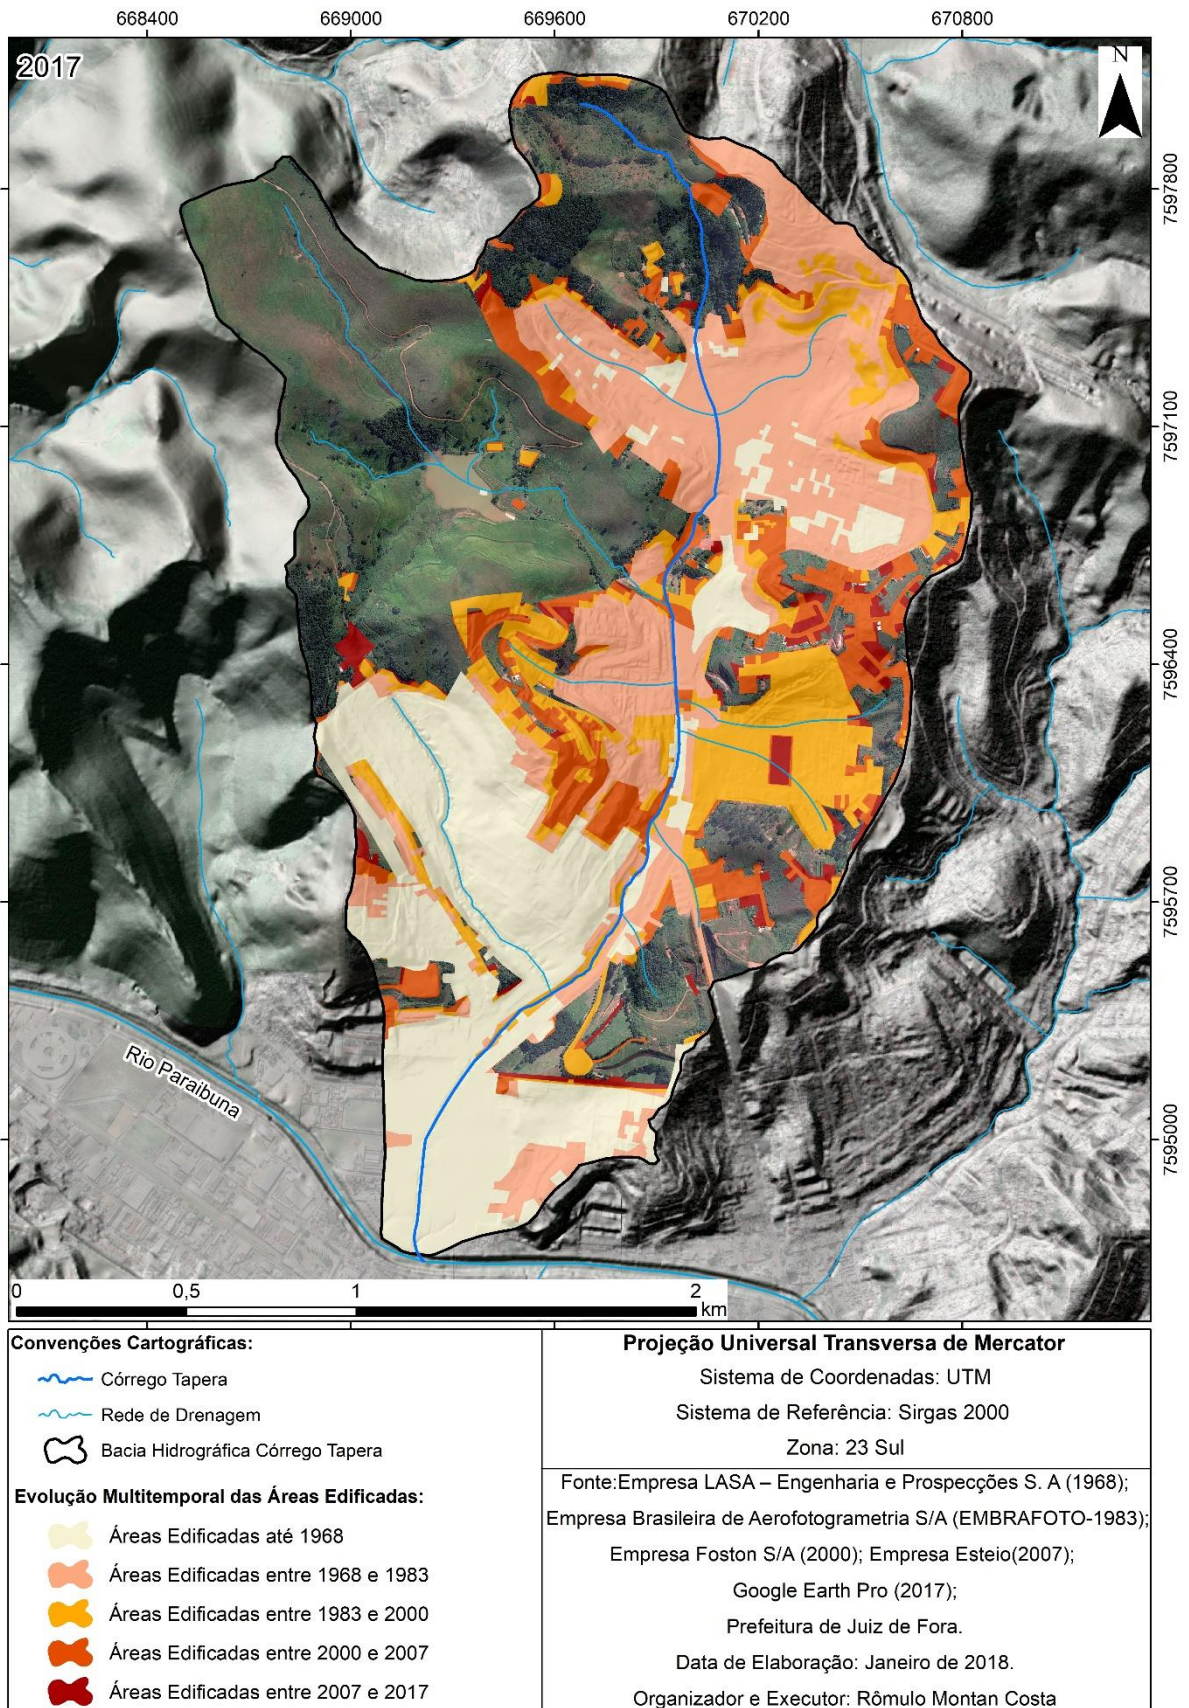 668400 669000 669600 670200 670800
2017
N
7597800
7597100
7596400
7595700
7595000
Rio Paraibuna
0 0,5 1 2
km
Convenções Cartográficas:
Córrego Tapera
Rede de Drenagem
Bacia Hidrográfica Córrego Tapera
Evolução Multitemporal das Áreas Edificadas:
Áreas Edificadas até 1968
Áreas Edificadas entre 1968 e 1983
Áreas Edificadas entre 1983 e 2000
Áreas Edificadas entre 2000 e 2007
Áreas Edificadas entre 2007 e 2017
Projeção Universal Transversa de Mercator
Sistema de Coordenadas: UTM
Sistema de Referência: Sirgas 2000
Zona: 23 Sul
Fonte:Empresa LASA – Engenharia e Prospecções S. A (1968);
Empresa Brasileira de Aerofotogrametria S/A (EMBRAFOTO-1983);
Empresa Foston S/A (2000); Empresa Esteio(2007);
Google Earth Pro (2017);
Prefeitura de Juiz de Fora.
Data de Elaboração: Janeiro de 2018.
Organizador e Executor: Rômulo Montan Costa